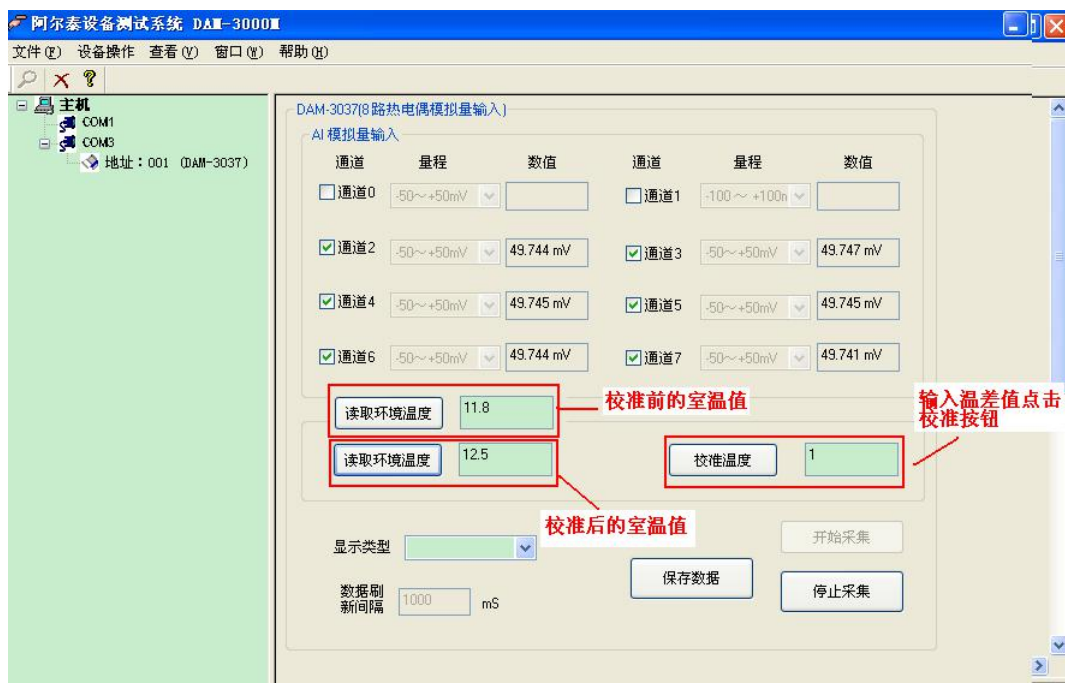 阿尔泰设备测试系统 DAM-3000M
文件(F) 设备操作 查看(V) 窗口(W) 帮助(H)
主机
COM1
COM3
地址：001 (DAM-3037)
DAM-3037(8路热电偶模拟量输入)
AI 模拟量输入
通道 量程 数值 通道 量程 数值
通道0 -50～+50mV 通道1 -100～+100m
通道2 -50～+50mV 49.744 mV 通道3 -50～+50mV 49.747 mV
通道4 -50～+50mV 49.745 mV 通道5 -50～+50mV 49.745 mV
通道6 -50～+50mV 49.744 mV 通道7 -50～+50mV 49.741 mV
读取环境温度 11.8 校准前的室温值
输入温差值点击
校准按钮
读取环境温度 12.5 校准温度 1
校准后的室温值
显示类型
开始采集
保存数据
停止采集
数据刷
新间隔 1000 mS